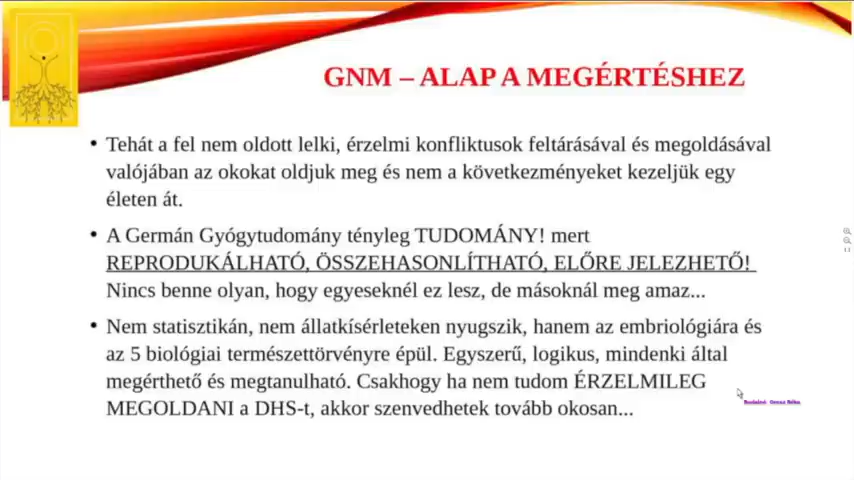 GNM – ALAP A MEGÉRTÉSHEZ
• Tehát a fel nem oldott lelki, érzelmi konfliktusok feltárásával és megoldásával
valójában az okokat oldjuk meg és nem a következményeket kezeljük egy
életen át.
• A Germán Gyógytudomány tényleg TUDOMÁNY! mert
REPRODUKÁLHATÓ, ÖSSZEHASONLÍTHATÓ, ELŐRE JELEZHETŐ!
Nincs benne olyan, hogy egyeseknél ez lesz, de másoknál meg amaz...
• Nem statisztikán, nem állatkísérleteken nyugszik, hanem az embriológiára és
az 5 biológiai természettörvényre épül. Egyszerű, logikus, mindenki által
megérthető és megtanulható. Csakhogy ha nem tudom ÉRZELMILEG
MEGOLDANI a DHS-t, akkor szenvedhetek tovább okosan...